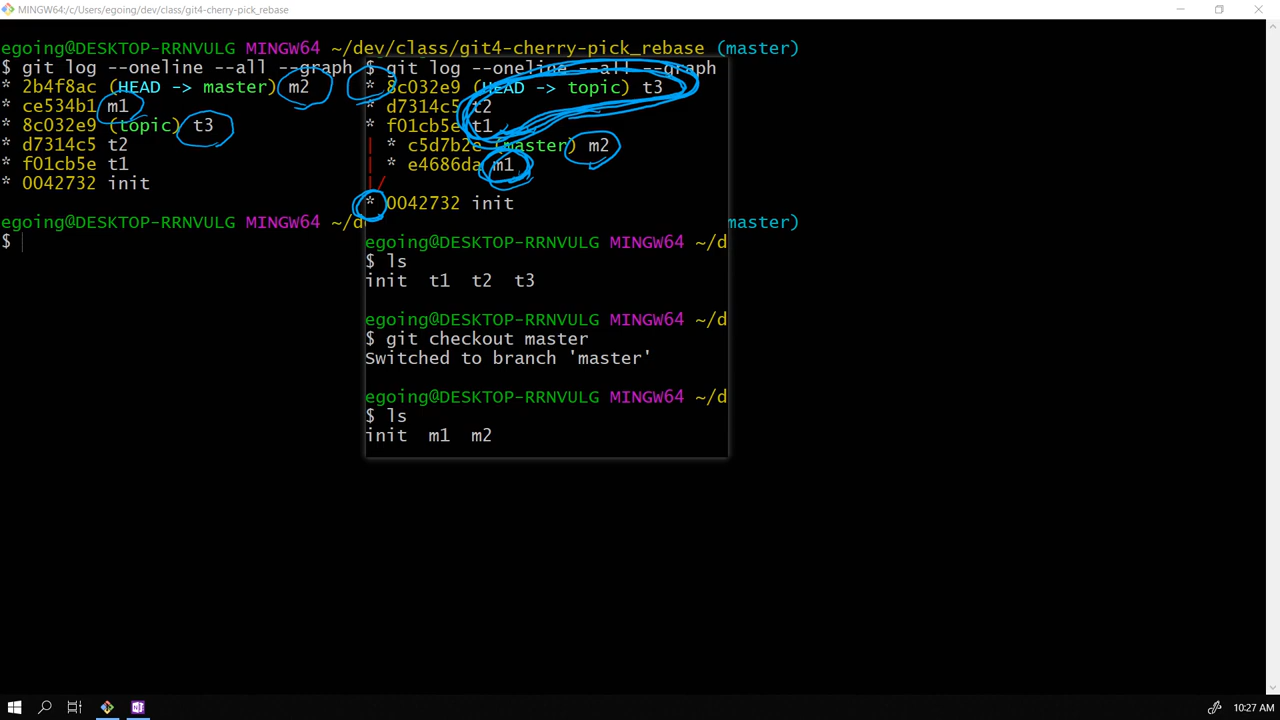 MINGW64:/c/Users/egoing/dev/class/git4-cherry-pick_rebase
egoing@DESKTOP-RRNVULG MINGW64 ~/dev/class/git4-cherry-pick_rebase (master)
$ git log --oneline --all --graph
* 2b4f8ac (HEAD -> master) m2
* ce534b1 m1
* 8c032e9 (topic) t3
* d7314c5 t2
* f01cb5e t1
* 0042732 init
egoing@DESKTOP-RRNVULG MINGW64 ~/d
master)
$
$ git log --oneline --all --graph
* 8c032e9 (HEAD -> topic) t3
* d7314c5 t2
* f01cb5e t1
| * c5d7b2e (master) m2
| * e4686da m1
|/
* 0042732 init
egoing@DESKTOP-RRNVULG MINGW64 ~/d
$ ls
init t1 t2 t3
egoing@DESKTOP-RRNVULG MINGW64 ~/d
$ git checkout master
Switched to branch 'master'
egoing@DESKTOP-RRNVULG MINGW64 ~/d
$ ls
init m1 m2
10:27 AM